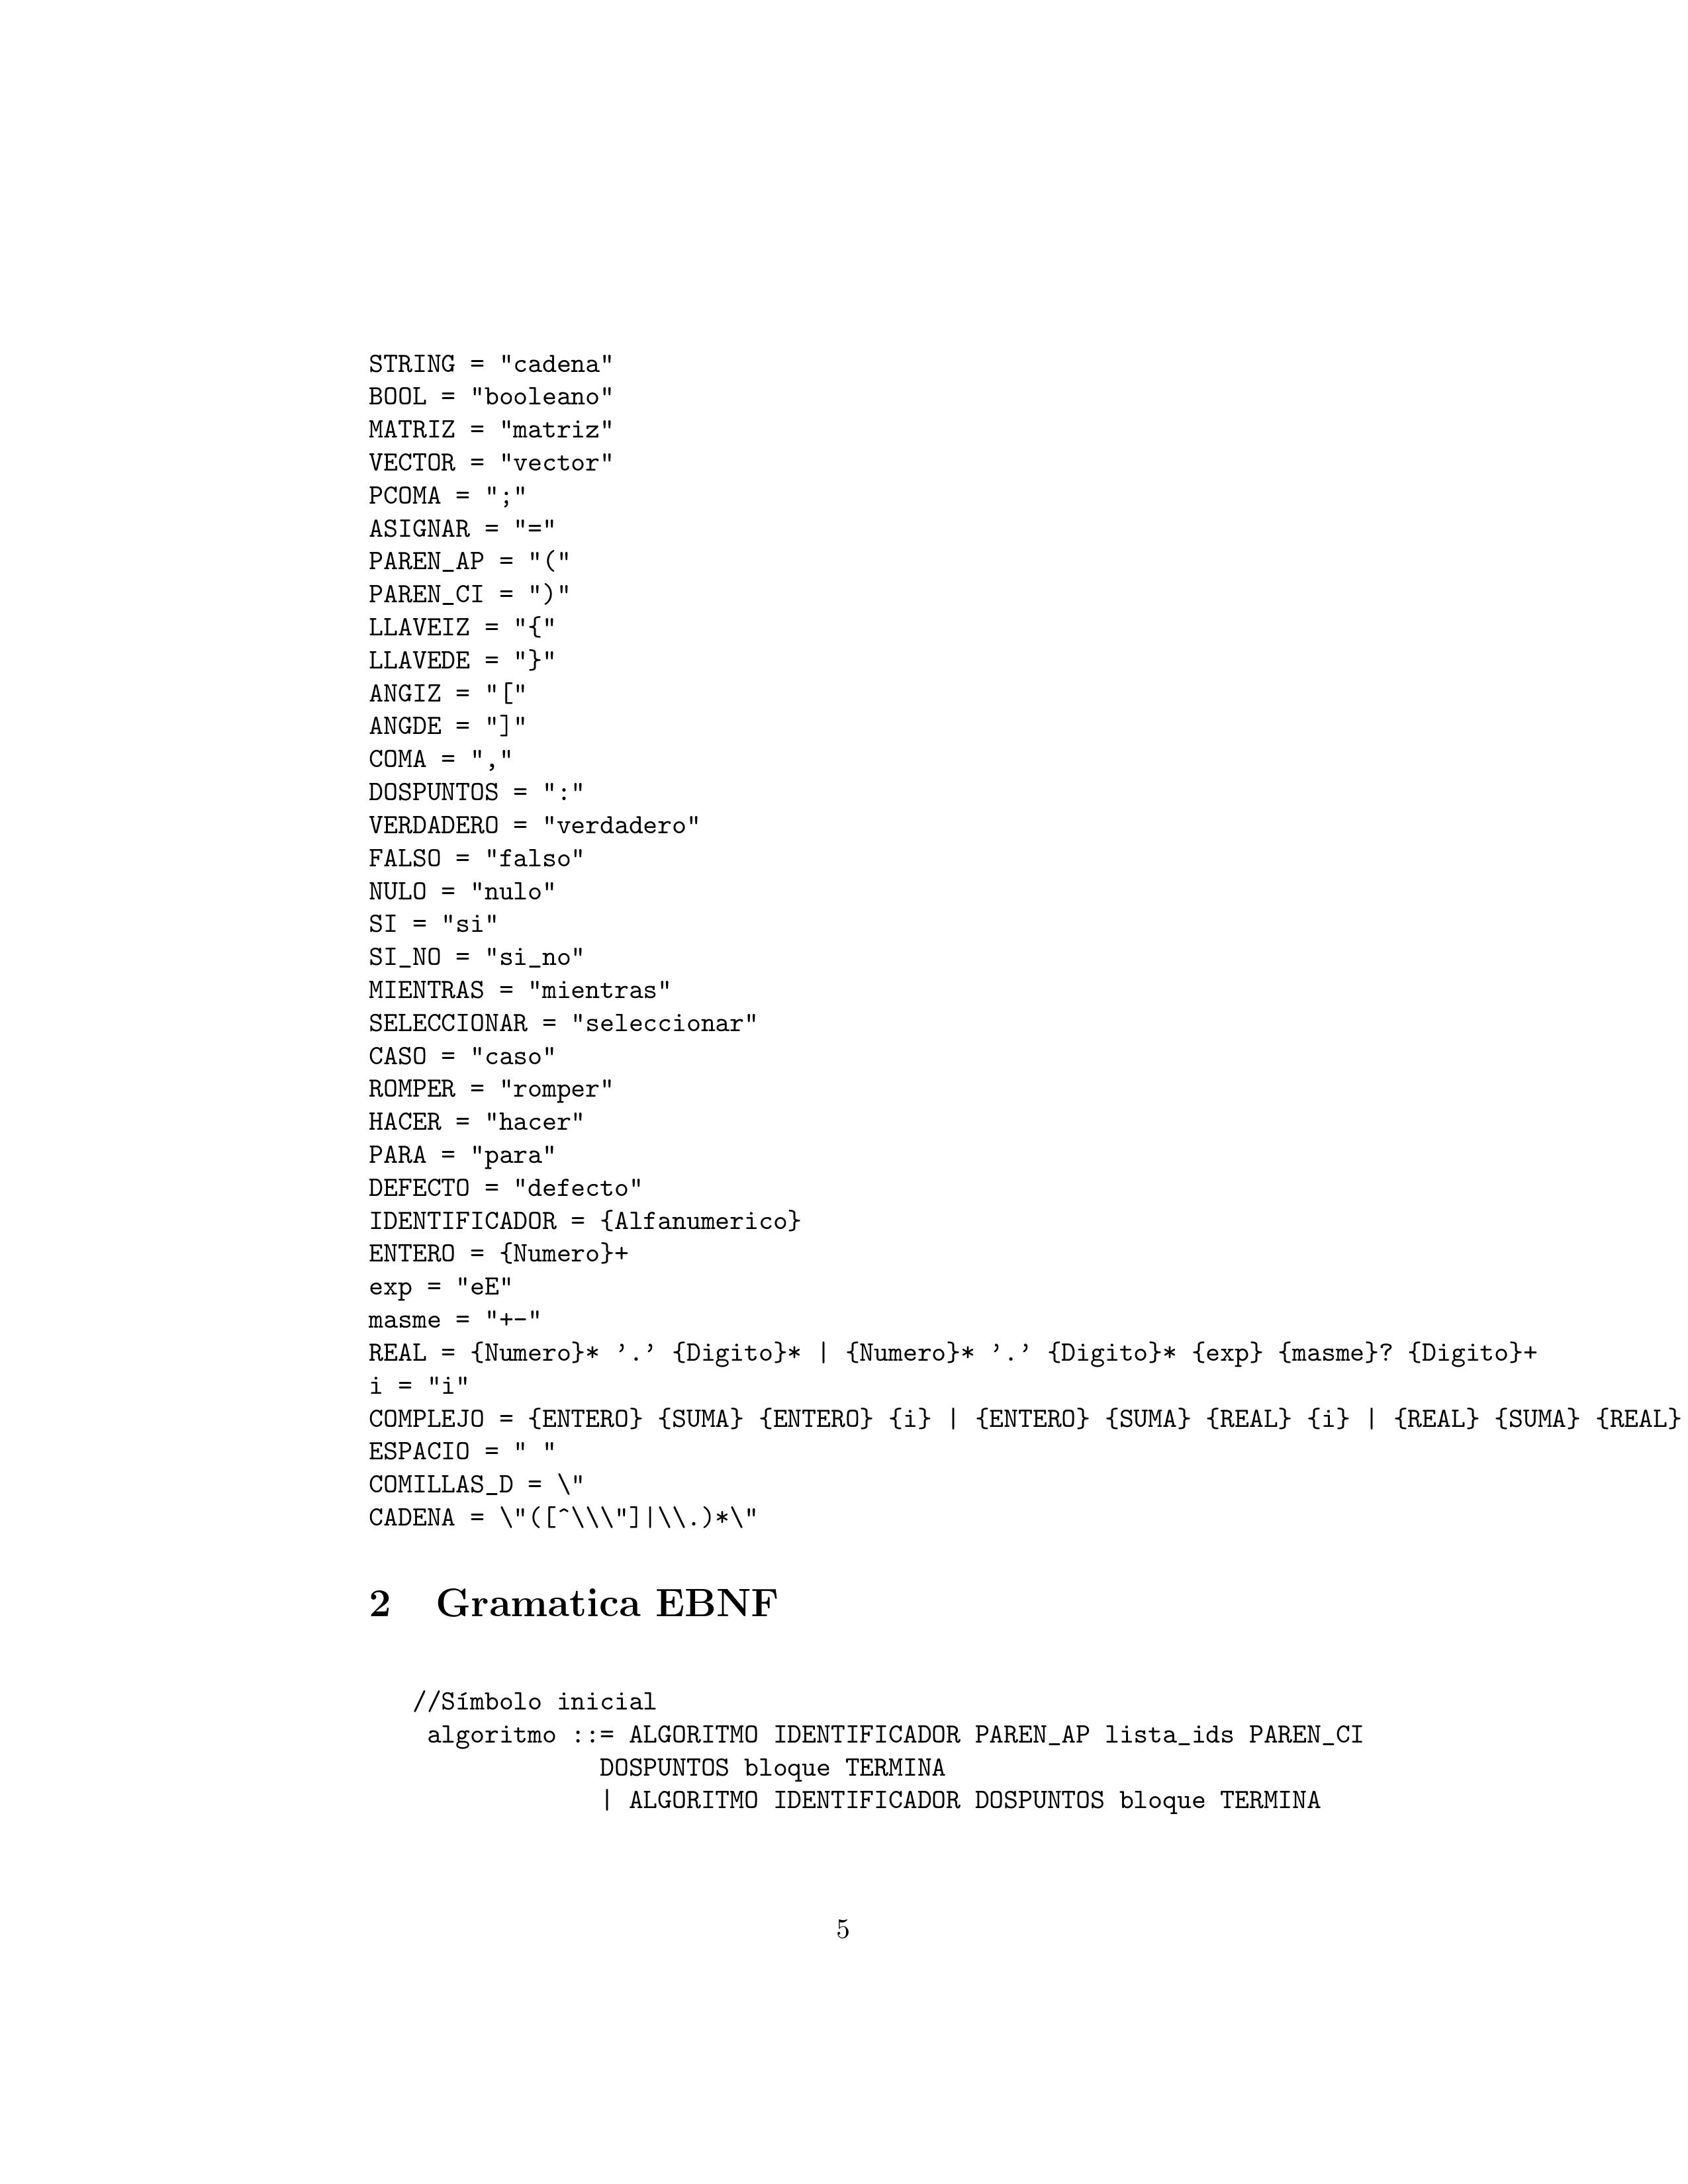 STRING = "cadena"
BOOL = "booleano"
MATRIZ = "matriz"
VECTOR = "vector"
PCOMA = ";"
ASIGNAR = "="
PAREN_AP = "("
PAREN_CI = ")"
LLAVEIZ = "{"
LLAVEDE = "}"
ANGIZ = "["
ANGDE = "]"
COMA = ","
DOSPUNTOS = ":"
VERDADERO = "verdadero"
FALSO = "falso"
NULO = "nulo"
SI = "si"
SI_NO = "si_no"
MIENTRAS = "mientras"
SELECCIONAR = "seleccionar"
CASO = "caso"
ROMPER = "romper"
HACER = "hacer"
PARA = "para"
DEFECTO = "defecto"
IDENTIFICADOR = {Alfanumerico}
ENTERO = {Numero}+
exp = "eE"
masme = "+-"
REAL = {Numero}* '.' {Digito}* | {Numero}* '.' {Digito}* {exp} {masme}? {Digito}+
i = "i"
COMPLEJO = {ENTERO} {SUMA} {ENTERO} {i} | {ENTERO} {SUMA} {REAL} {i} | {REAL} {SUMA} {REAL}
ESPACIO = " "
COMILLAS_D = \"
CADENA = \"([^\\\"]|\\.)*\"
2 Gramatica EBNF
//Símbolo inicial
algoritmo ::= ALGORITMO IDENTIFICADOR PAREN_AP lista_ids PAREN_CI
DOSPUNTOS bloque TERMINA
| ALGORITMO IDENTIFICADOR DOSPUNTOS bloque TERMINA
5